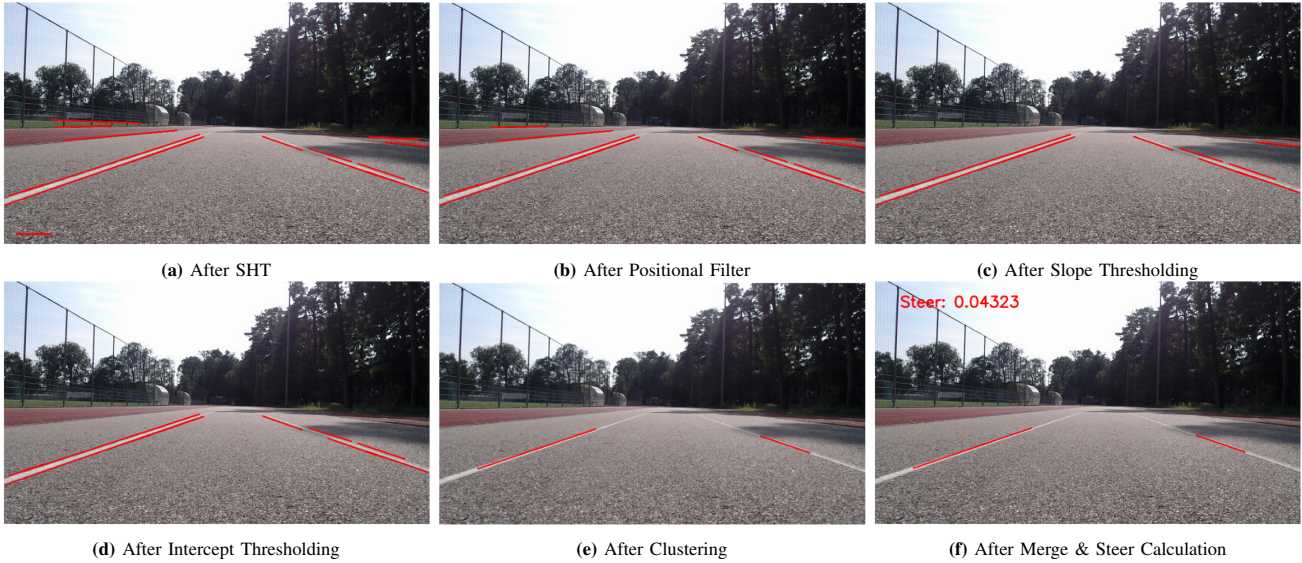 (a) After SHT
(b) After Positional Filter
(c) After Slope Thresholding
Steer: 0.04323
(d) After Intercept Thresholding
(e) After Clustering
(f) After Merge & Steer Calculation